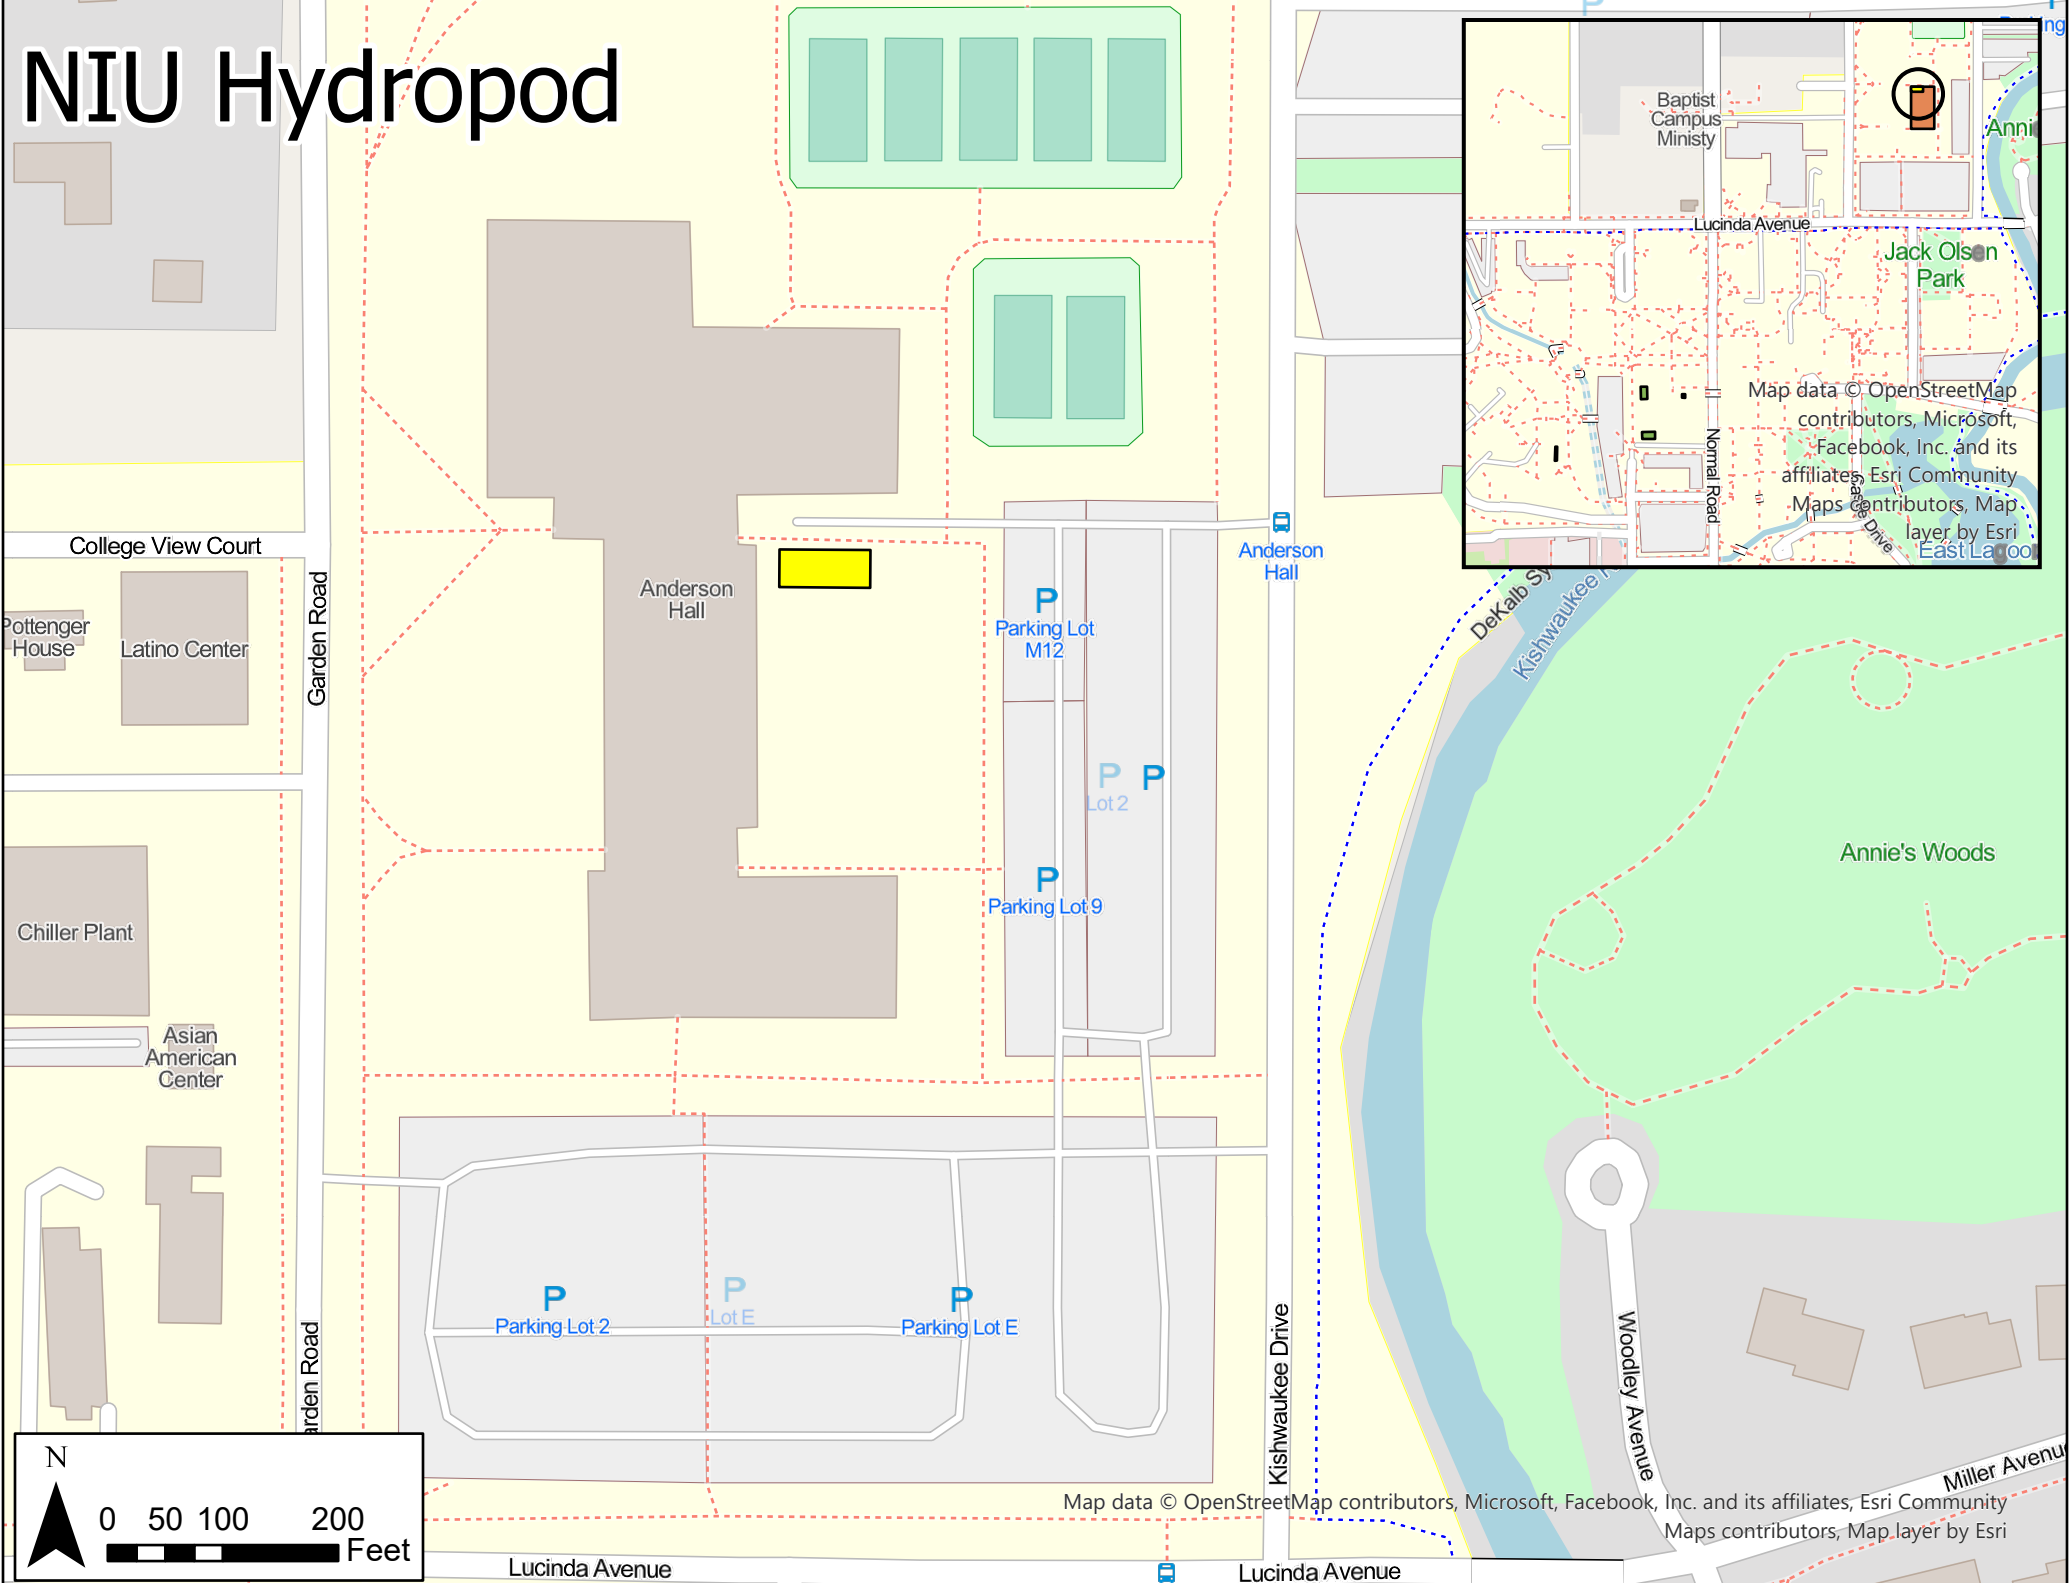 NIU Hydropod
Baptist
Campus
Ministy
Lucinda Avenue
Jack Olsen
Park
Normal Road
Map data © OpenStreetMap
contributors, Microsoft,
Facebook, Inc. and its
affiliates, Esri Community
Maps contributors, Map
layer by Esri
East Lagoon
College View Court
Garden Road
Pottenger
House
Latino Center
Anderson
Hall
Anderson
Hall
P
Parking Lot
M12
P
P
Lot 2
P
Parking Lot 9
Kishwaukee
Annie's Woods
Chiller Plant
Asian
American
Center
P
Parking Lot 2
P
Lot E
P
Parking Lot E
Garden Road
Kishwaukee Drive
Woodley Avenue
Miller Avenue
N
0 50 100 200
Feet
Map data © OpenStreetMap contributors, Microsoft, Facebook, Inc. and its affiliates, Esri Community
Maps contributors, Map layer by Esri
Lucinda Avenue
Lucinda Avenue